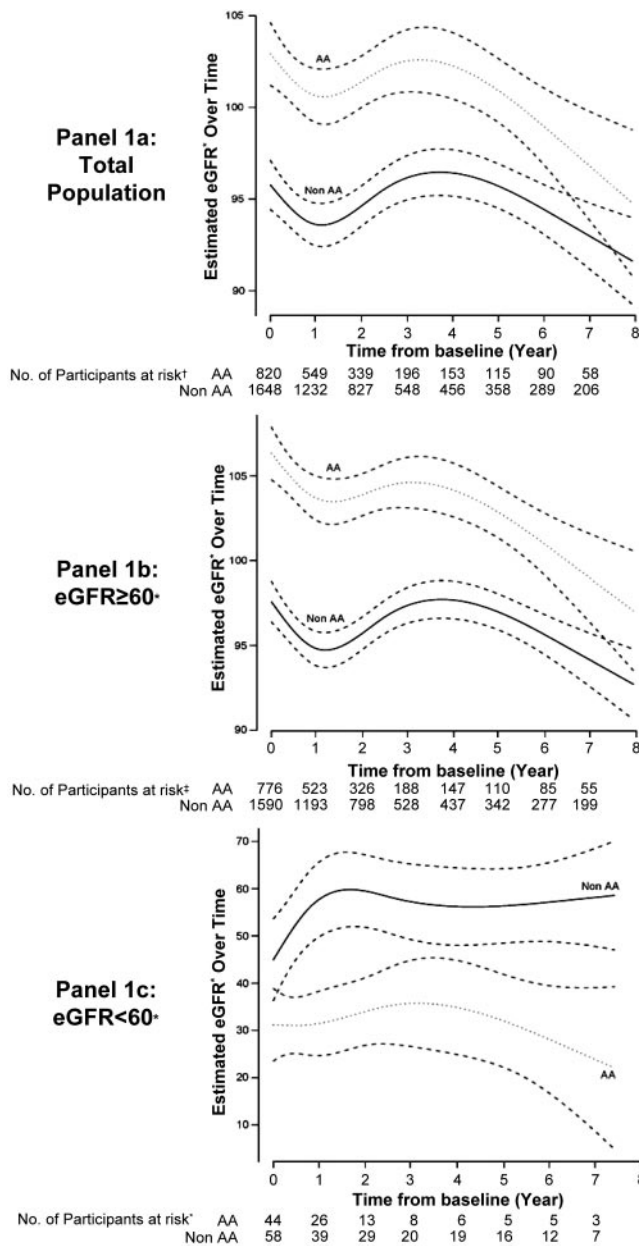 Panel 1a:
Total
Population
Estimated eGFR* Over Time
105
100
95
90
AA
Non AA
0 1 2 3 4 5 6 7 8
Time from baseline (Year)
No. of Participants at risk† AA 820 549 339 196 153 115 90 58
Non AA 1648 1232 827 548 456 358 289 206
Panel 1b:
eGFR≥60*
Estimated eGFR* Over Time
105
100
95
90
AA
Non AA
0 1 2 3 4 5 6 7 8
Time from baseline (Year)
No. of Participants at risk‡ AA 776 523 326 188 147 110 85 55
Non AA 1590 1193 798 528 437 342 277 199
Panel 1c:
eGFR<60*
Estimated eGFR* Over Time
70
60
50
40
30
20
10
Non AA
AA
0 1 2 3 4 5 6 7 8
Time from baseline (Year)
No. of Participants at risk* AA 44 26 13 8 6 5 5 3
Non AA 58 39 29 20 19 16 12 7